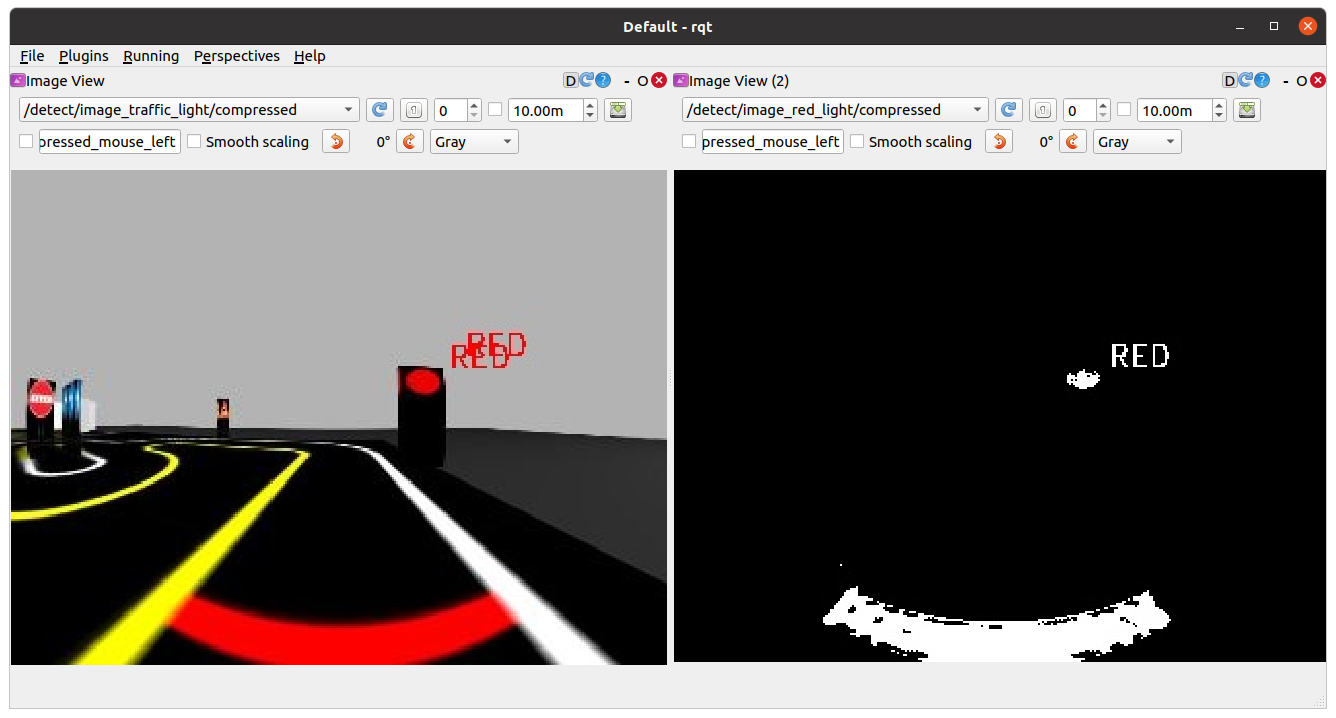 Default - rqt
File Plugins Running Perspectives Help
Image View D ? - O
/detect/image_traffic_light/compressed 0 10.00m
pressed_mouse_left Smooth scaling 0° Gray
RED
RED
Image View (2) D ? - O
/detect/image_red_light/compressed 0 10.00m
pressed_mouse_left Smooth scaling 0° Gray
RED